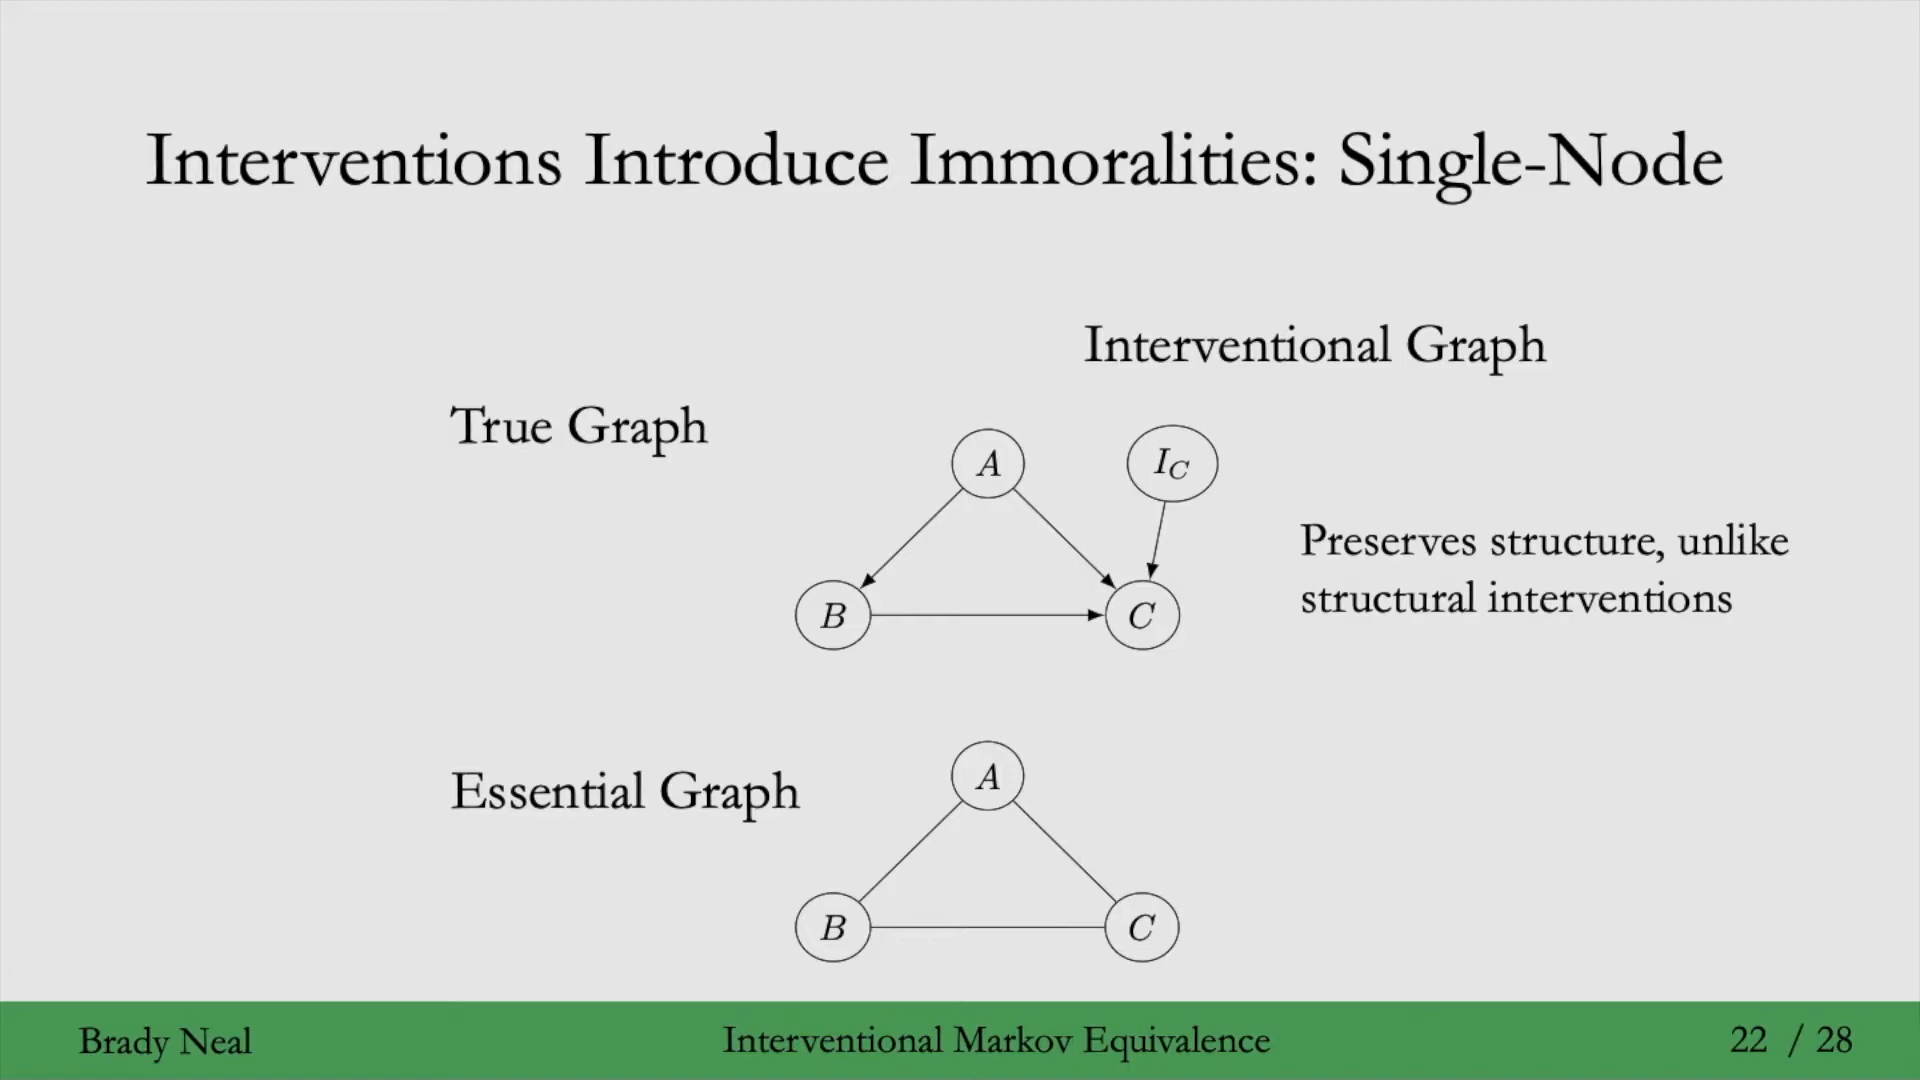 Interventions Introduce Immoralities: Single-Node
Interventional Graph
True Graph
A
I_C
Preserves structure, unlike
structural interventions
B
C
A
Essential Graph
B
C
Brady Neal
Interventional Markov Equivalence
22 / 28